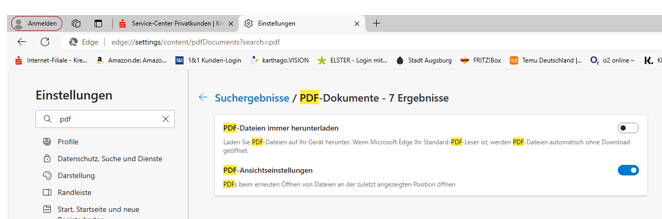 Anmelden
Service-Center Privatkunden | Kre
Einstellungen
Edge | edge://settings/content/pdfDocuments?search=pdf
Internet-Filiale - Kre... Amazon.de: Amazo... 1&1 Kunden-Login karthago.VISION ELSTER - Login mit... Stadt Augsburg FRITZ!Box Temu Deutschland |... o2 online –
Einstellungen
pdf
Profile
Datenschutz, Suche und Dienste
Darstellung
Randleiste
Start, Startseite und neue
Registerkarten
Suchergebnisse / PDF-Dokumente - 7 Ergebnisse
PDF-Dateien immer herunterladen
Laden Sie PDF-Dateien auf Ihr Gerät herunter. Wenn Microsoft Edge Ihr Standard-PDF-Leser ist, werden PDF-Dateien automatisch ohne Download
geöffnet.
PDF-Ansichtseinstellungen
PDFs beim erneuten Öffnen von Dateien an der zuletzt angezeigten Position öffnen